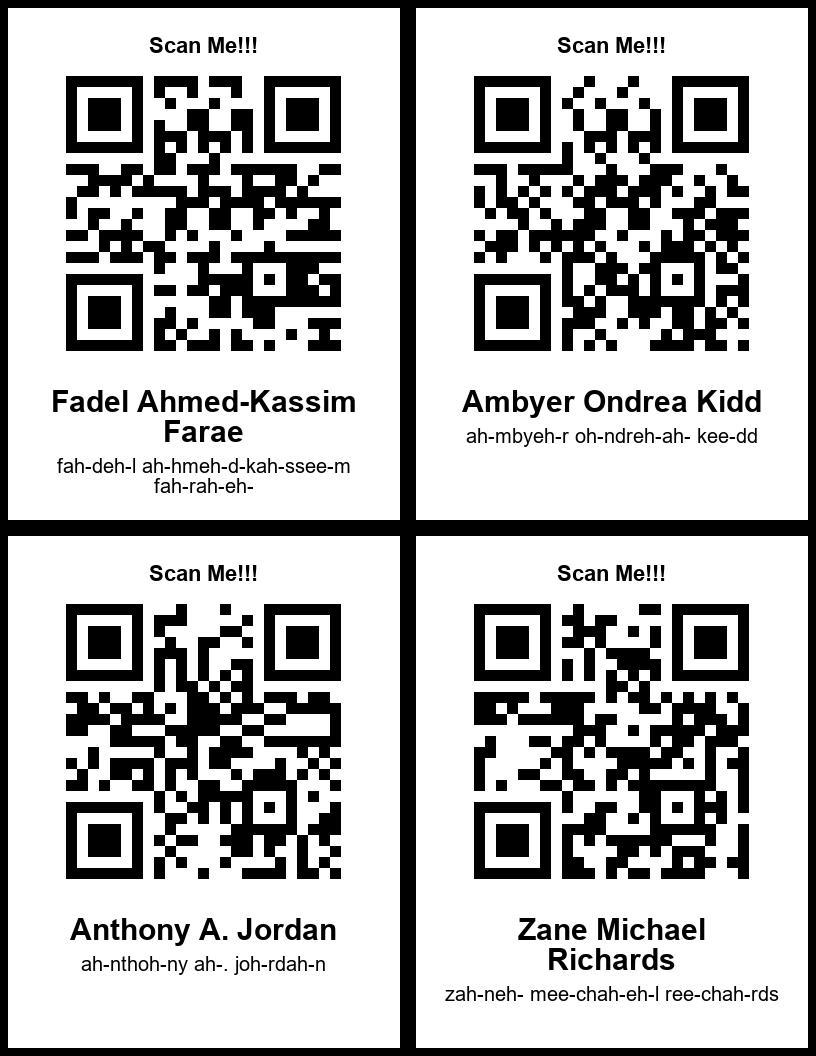 Scan Me!!!
Fadel Ahmed-Kassim
Farae
fah-deh-l ah-hmeh-d-kah-ssee-m
fah-rah-eh-
Scan Me!!!
Ambyer Ondrea Kidd
ah-mbyeh-r oh-ndreh-ah- kee-dd
Scan Me!!!
Anthony A. Jordan
ah-nthoh-ny ah-. joh-rdah-n
Scan Me!!!
Zane Michael
Richards
zah-neh- mee-chah-eh-l ree-chah-rds